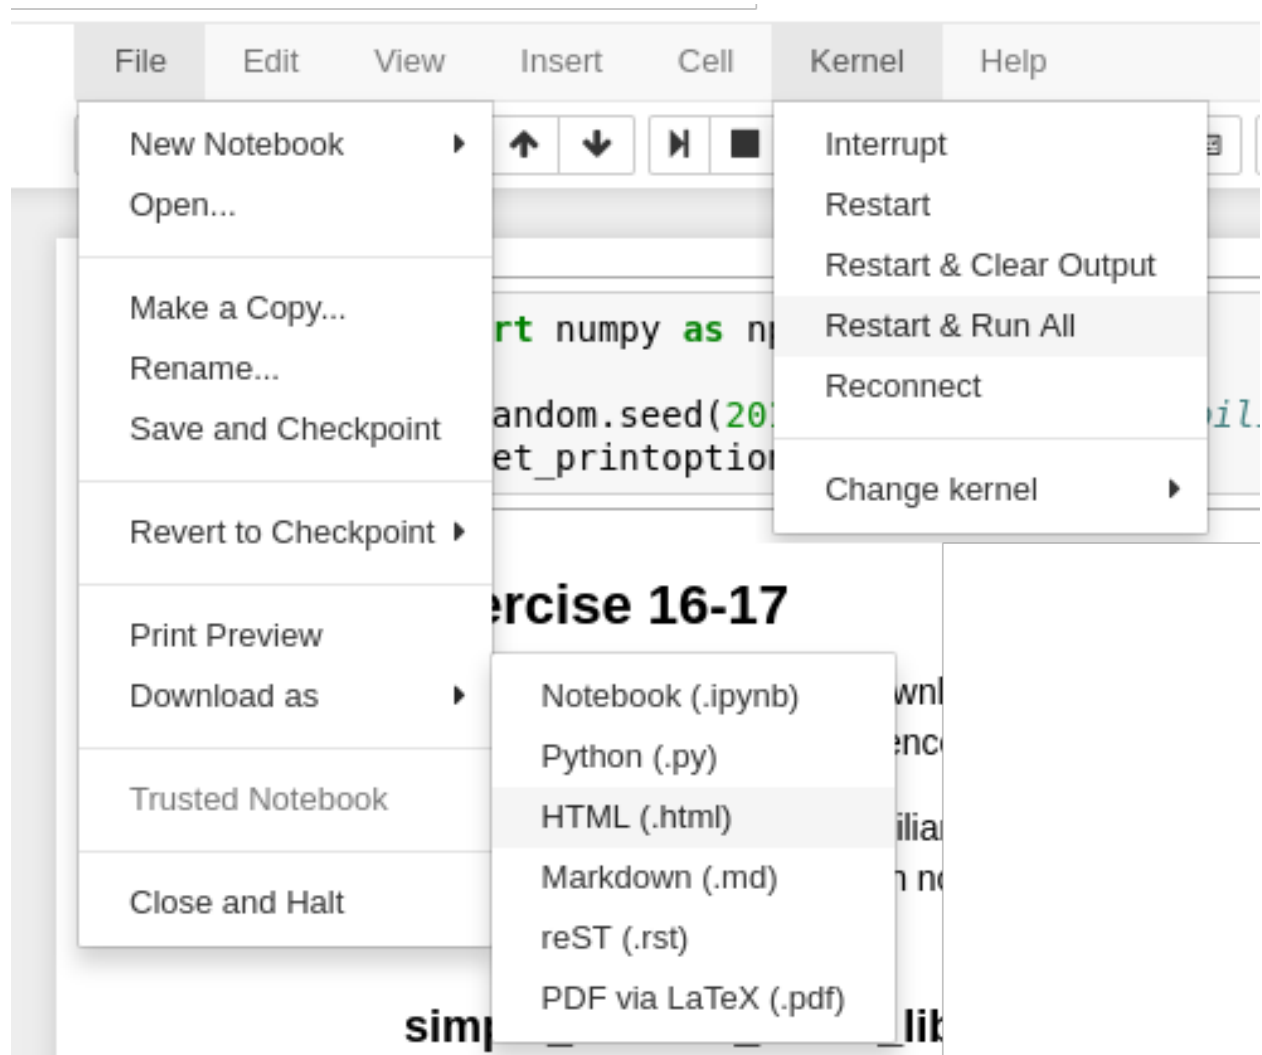 File Edit View Insert Cell Kernel Help
New Notebook
Open...
Make a Copy...
Rename...
Save and Checkpoint
Revert to Checkpoint
Print Preview
Download as
Trusted Notebook
Close and Halt
Notebook (.ipynb)
Python (.py)
HTML (.html)
Markdown (.md)
reST (.rst)
PDF via LaTeX (.pdf)
Interrupt
Restart
Restart & Clear Output
Restart & Run All
Reconnect
Change kernel
rt numpy as np
andom.seed(201
et_printoption
ercise 16-17